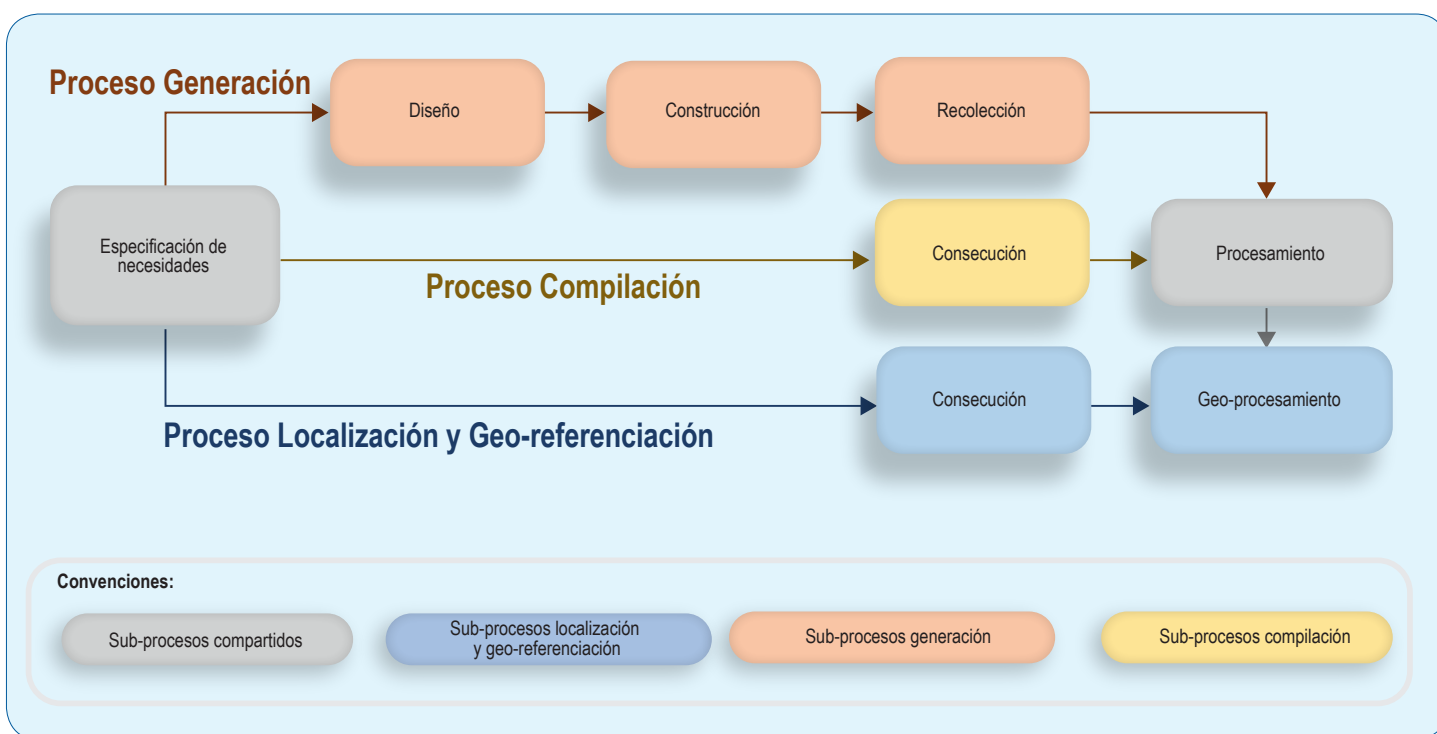 Proceso Generación
Diseño
Construcción
Recolección
Especificación de
necesidades
Proceso Compilación
Consecución
Procesamiento
Proceso Localización y Geo-referenciación
Consecución
Geo-procesamiento
Convenciones:
Sub-procesos compartidos
Sub-procesos localización
y geo-referenciación
Sub-procesos generación
Sub-procesos compilación